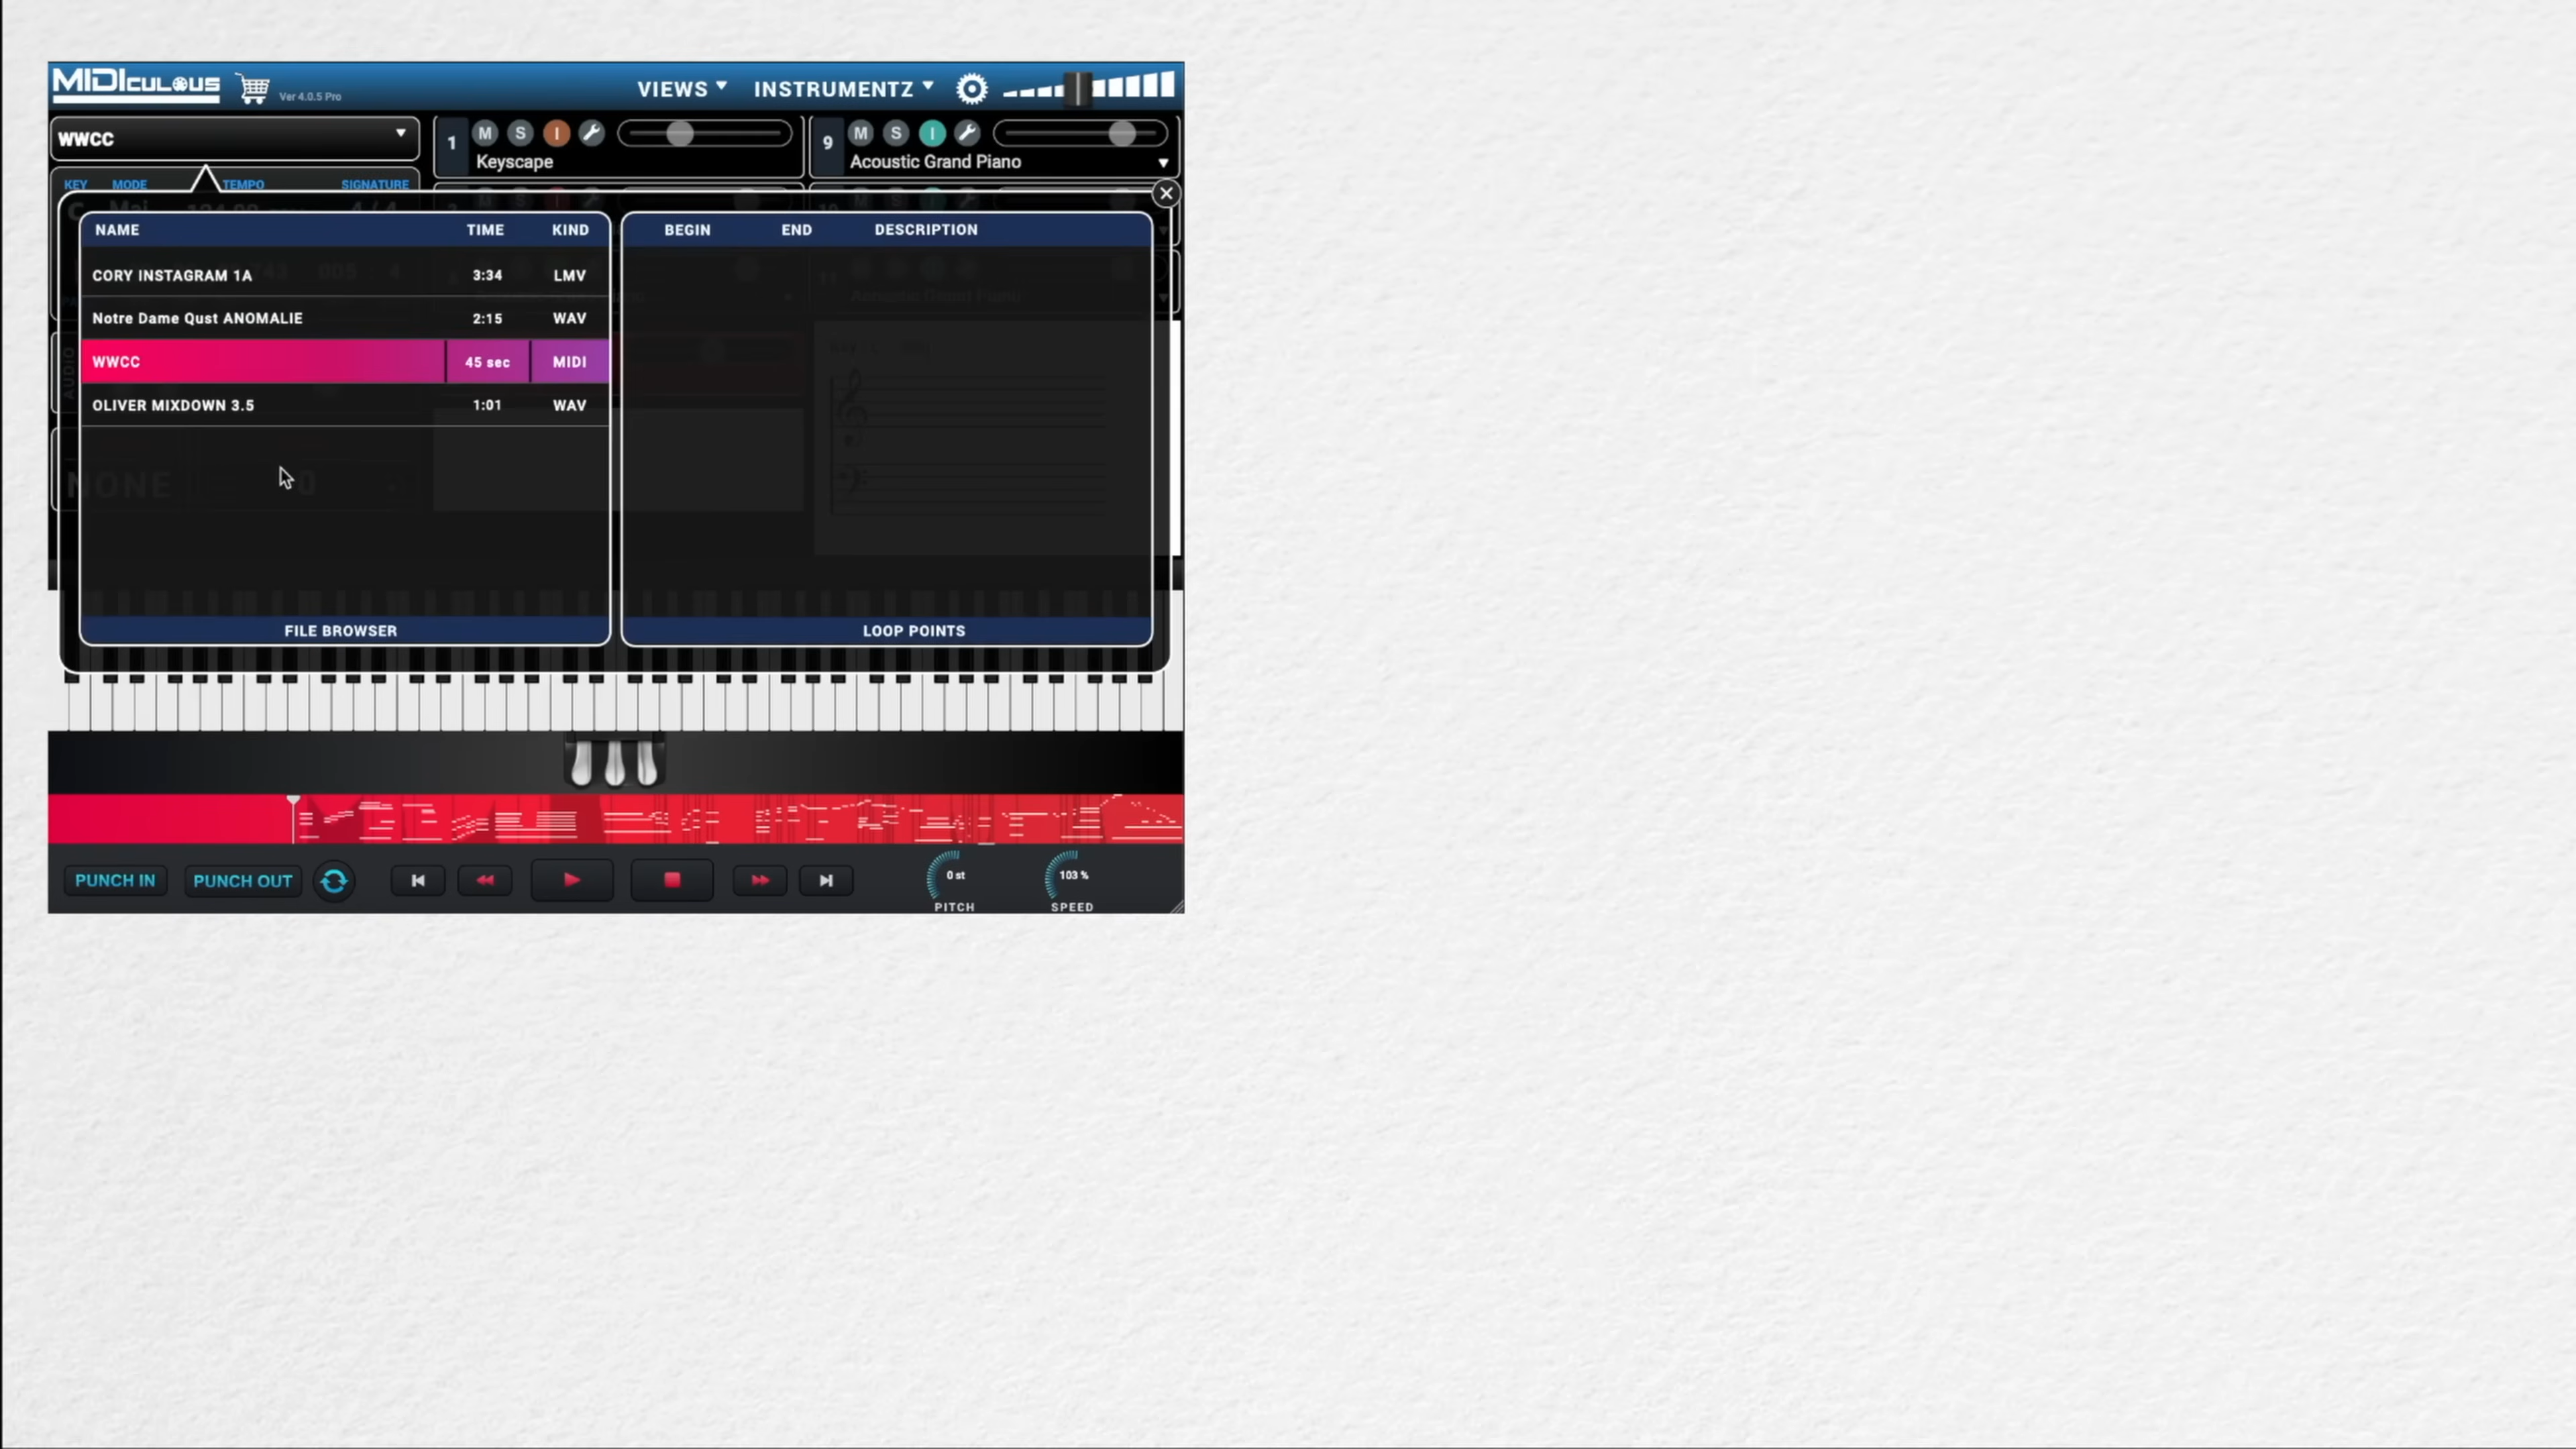 MIDIculous
Ver 4.0.5 Pro
VIEWS
INSTRUMENTZ
WWCC
1
M
S
I
Keyscape
9
M
S
I
Acoustic Grand Piano
KEY
MODE
TEMPO
SIGNATURE
NAME
TIME
KIND
CORY INSTAGRAM 1A
3:34
LMV
Notre Dame Qust ANOMALIE
2:15
WAV
WWCC
45 sec
MIDI
OLIVER MIXDOWN 3.5
1:01
WAV
NONE
0
FILE BROWSER
BEGIN
END
DESCRIPTION
LOOP POINTS
PUNCH IN
PUNCH OUT
0 st
PITCH
103 %
SPEED